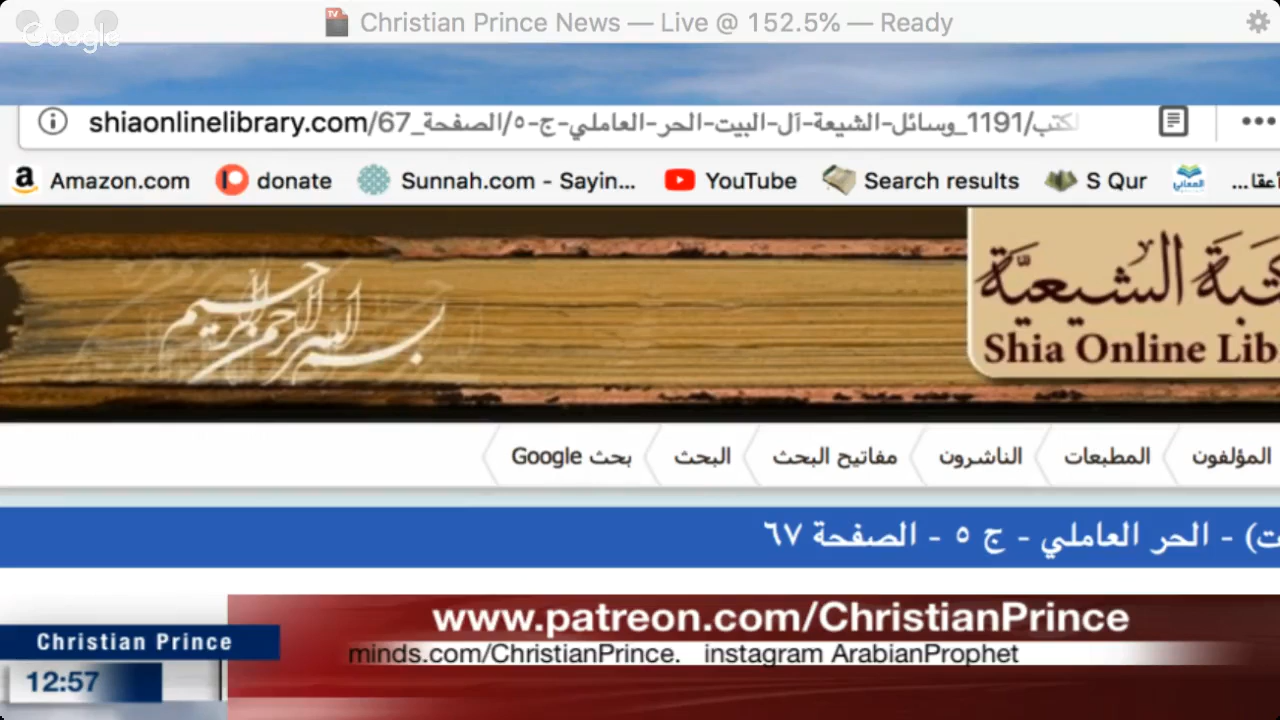 Christian Prince News — Live @ 152.5% — Ready
Google
shiaonlinelibrary.com/الكتب/1191_وسائل-الشيعة-آل-البيت-الحر-العاملي-ج-٥/الصفحة_67
Amazon.com donate Sunnah.com - Sayin... YouTube Search results S Qur
بسم الله الرحمن الرحيم
الشيعية
Shia Online Lib
المؤلفون المطبعات الناشرون مفاتيح البحث البحث بحث Google
ت) - الحر العاملي - ج ٥ - الصفحة ٦٧
www.patreon.com/ChristianPrince
Christian Prince
minds.com/ChristianPrince. instagram ArabianProphet
12:57